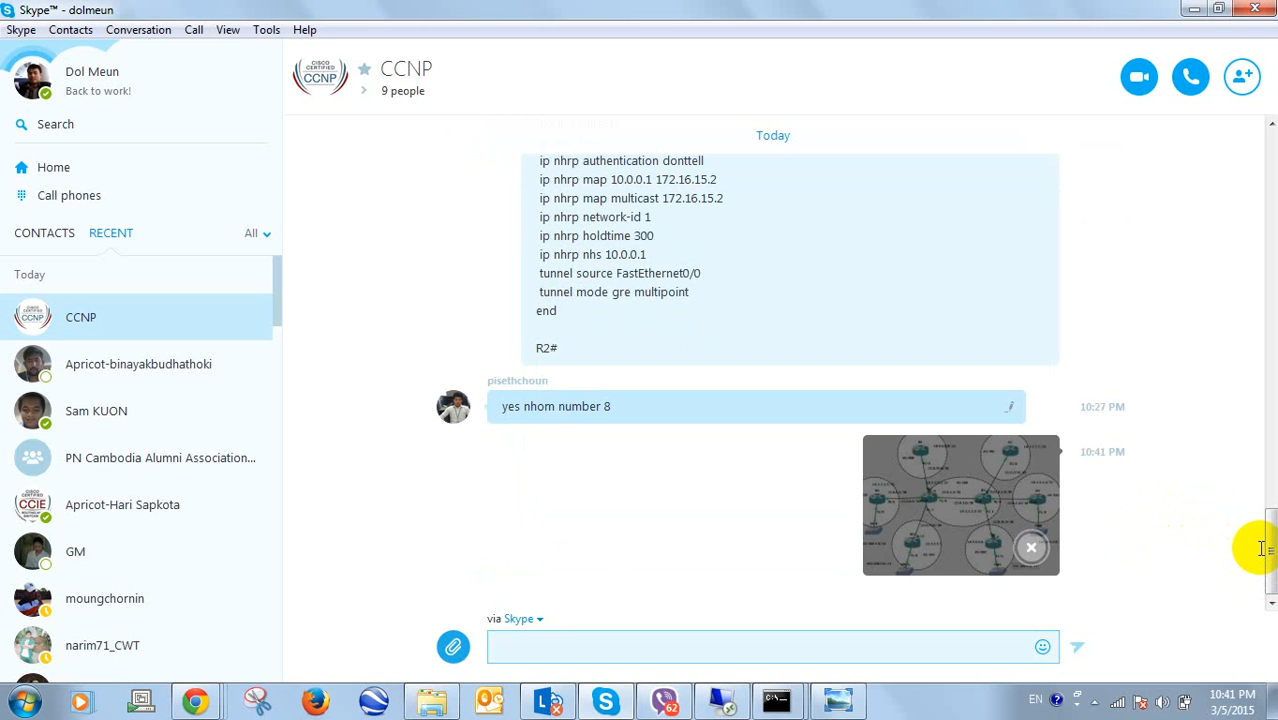 Skype™ - dolmeun
Skype Contacts Conversation Call View Tools Help
Dol Meun
Back to work!
Search
Home
Call phones
CONTACTS RECENT All
Today
CCNP
Apricot-binayakbudhathoki
Sam KUON
PN Cambodia Alumni Association...
Apricot-Hari Sapkota
GM
moungchornin
narim71_CWT
CISCO
CERTIFIED
CCNP
CCNP
9 people
Today
ip nhrp authentication donttell
ip nhrp map 10.0.0.1 172.16.15.2
ip nhrp map multicast 172.16.15.2
ip nhrp network-id 1
ip nhrp holdtime 300
ip nhrp nhs 10.0.0.1
tunnel source FastEthernet0/0
tunnel mode gre multipoint
end
R2#
pisethchoun
yes nhom number 8
10:27 PM
10:41 PM
via Skype
62
EN
10:41 PM
3/5/2015